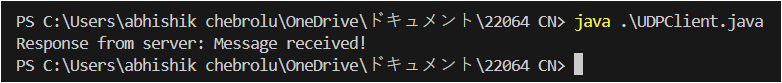 PS C:\Users\abhishik chebrolu\OneDrive\ドキュメント\22064 CN> java .\UDPClient.java
Response from server: Message received!
PS C:\Users\abhishik chebrolu\OneDrive\ドキュメント\22064 CN>